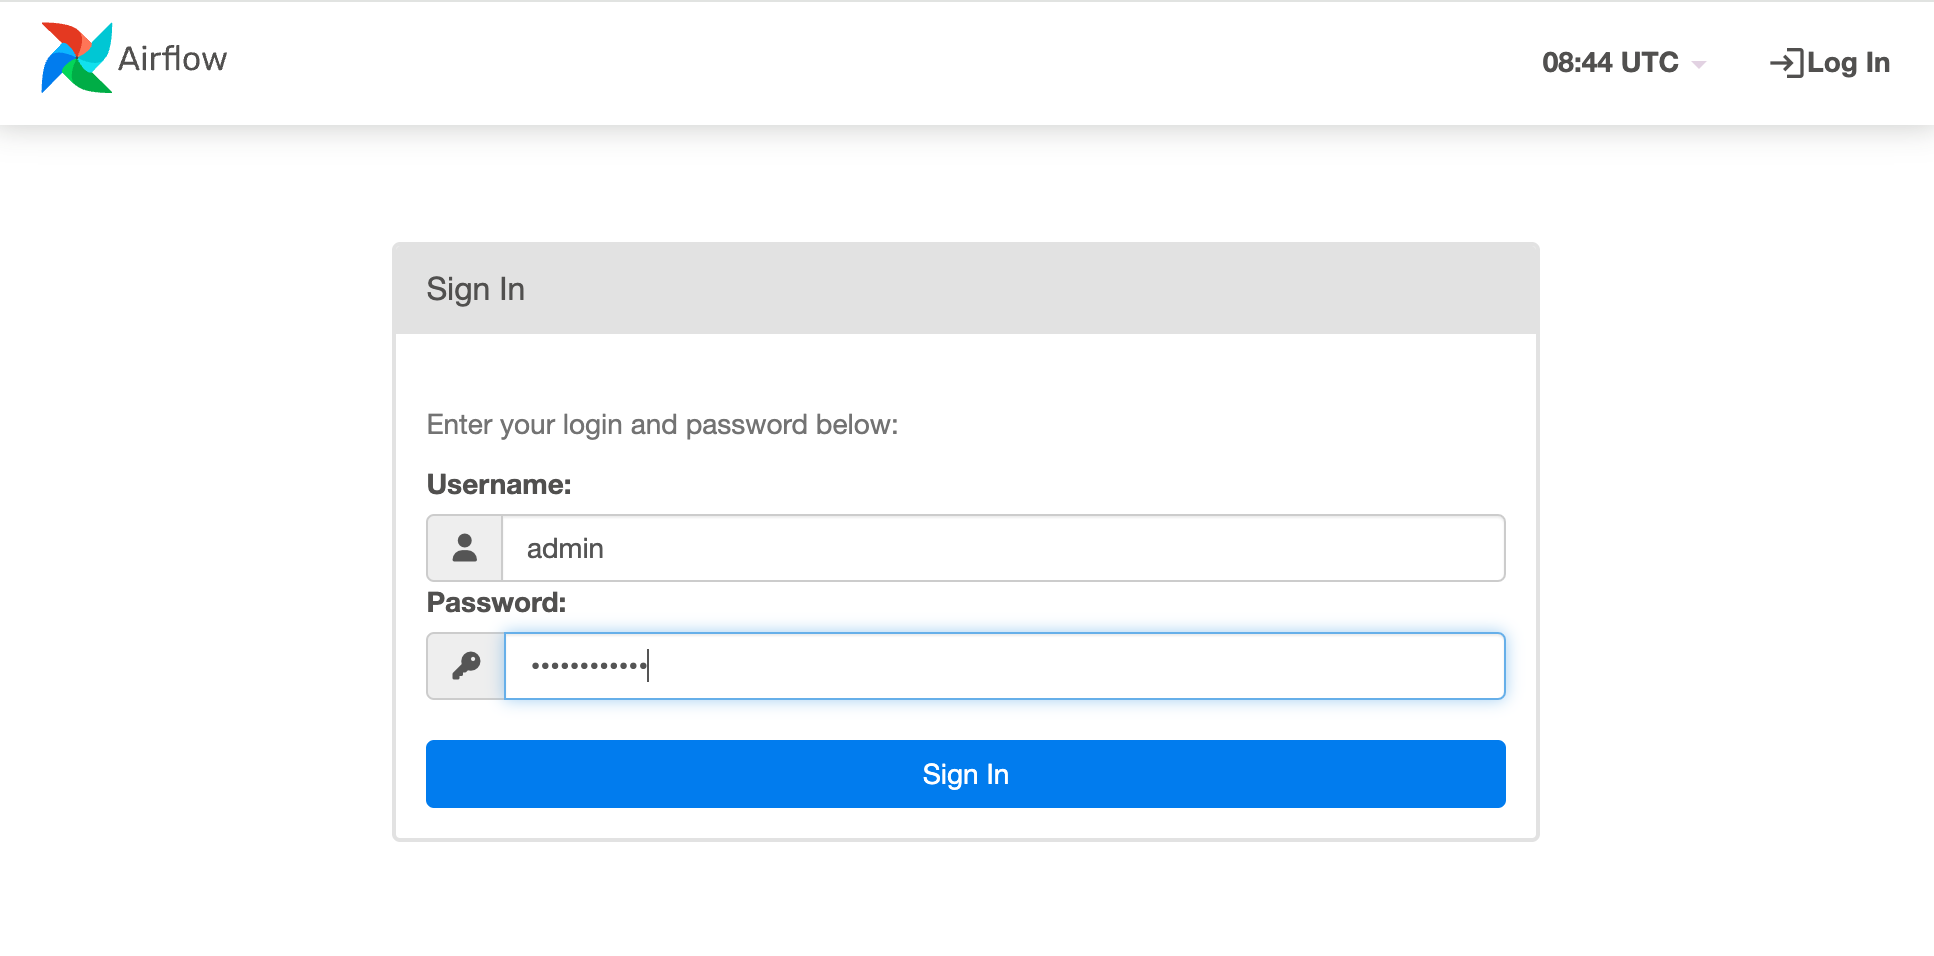 Airflow
08:44 UTC
Log In
Sign In
Enter your login and password below:
Username:
admin
Password:
••••••••••••
Sign In